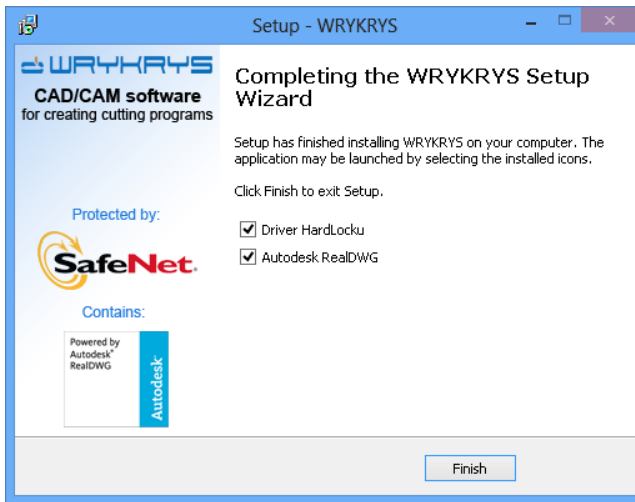 Setup - WRYKRYS
WRYKRYS
CAD/CAM software
for creating cutting programs
Protected by:
SafeNet.
Contains:
Powered by
Autodesk®
RealDWG
Autodesk
Completing the WRYKRYS Setup
Wizard
Setup has finished installing WRYKRYS on your computer. The
application may be launched by selecting the installed icons.
Click Finish to exit Setup.
Driver HardLocku
Autodesk RealDWG
Finish